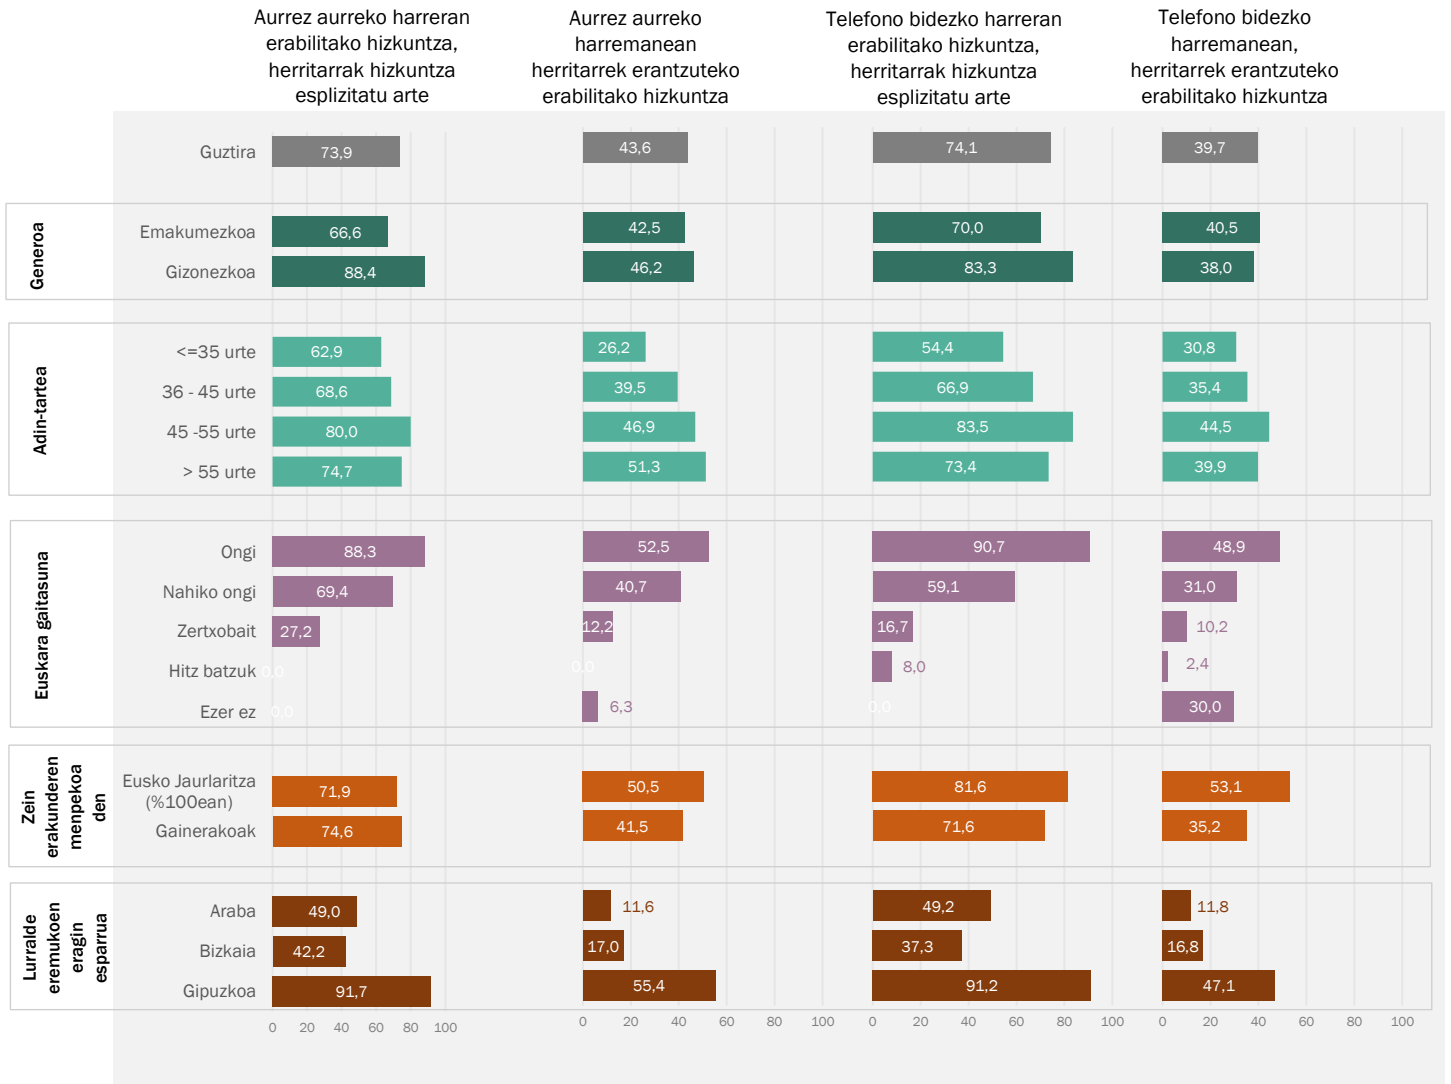 Aurrez aurreko harreran
erabilitako hizkuntza,
herritarrak hizkuntza
esplizitatu arte
Aurrez aurreko
harremanean
herritarrek erantzuteko
erabilitako hizkuntza
Telefono bidezko harreran
erabilitako hizkuntza,
herritarrak hizkuntza
esplizitatu arte
Telefono bidezko
harremanean,
herritarrek erantzuteko
erabilitako hizkuntza
Guztira 73,9 43,6 74,1 39,7
Generoa
Emakumezkoa 66,6 42,5 70,0 40,5
Gizonezkoa 88,4 46,2 83,3 38,0
Adin-tartea
<=35 urte 62,9 26,2 54,4 30,8
36 - 45 urte 68,6 39,5 66,9 35,4
45 -55 urte 80,0 46,9 83,5 44,5
> 55 urte 74,7 51,3 73,4 39,9
Euskara gaitasuna
Ongi 88,3 52,5 90,7 48,9
Nahiko ongi 69,4 40,7 59,1 31,0
Zertxobait 27,2 12,2 16,7 10,2
Hitz batzuk 0,0 0,0 8,0 2,4
Ezer ez 0,0 6,3 0,0 30,0
Zein
erakunderen
menpekoa
den
Eusko Jaurlaritza
(%100ean)
71,9 50,5 81,6 53,1
Gainerakoak 74,6 41,5 71,6 35,2
Lurralde
eremukoen
eragin
esparrua
Araba 49,0 11,6 49,2 11,8
Bizkaia 42,2 17,0 37,3 16,8
Gipuzkoa 91,7 55,4 91,2 47,1
0 20 40 60 80 100 0 20 40 60 80 100 0 20 40 60 80 100 0 20 40 60 80 100